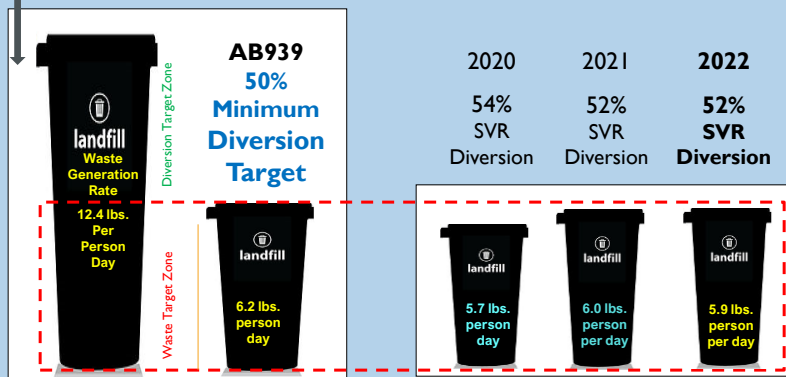 landfill
Waste
Generation
Rate
12.4 lbs.
Per
Person
Day
Diversion Target Zone
Waste Target Zone
AB939
50%
Minimum
Diversion
Target
landfill
6.2 lbs.
person
day
2020
54%
SVR
Diversion
2021
52%
SVR
Diversion
2022
52%
SVR
Diversion
landfill
5.7 lbs.
person
day
landfill
6.0 lbs.
person
per day
landfill
5.9 lbs.
person
per day